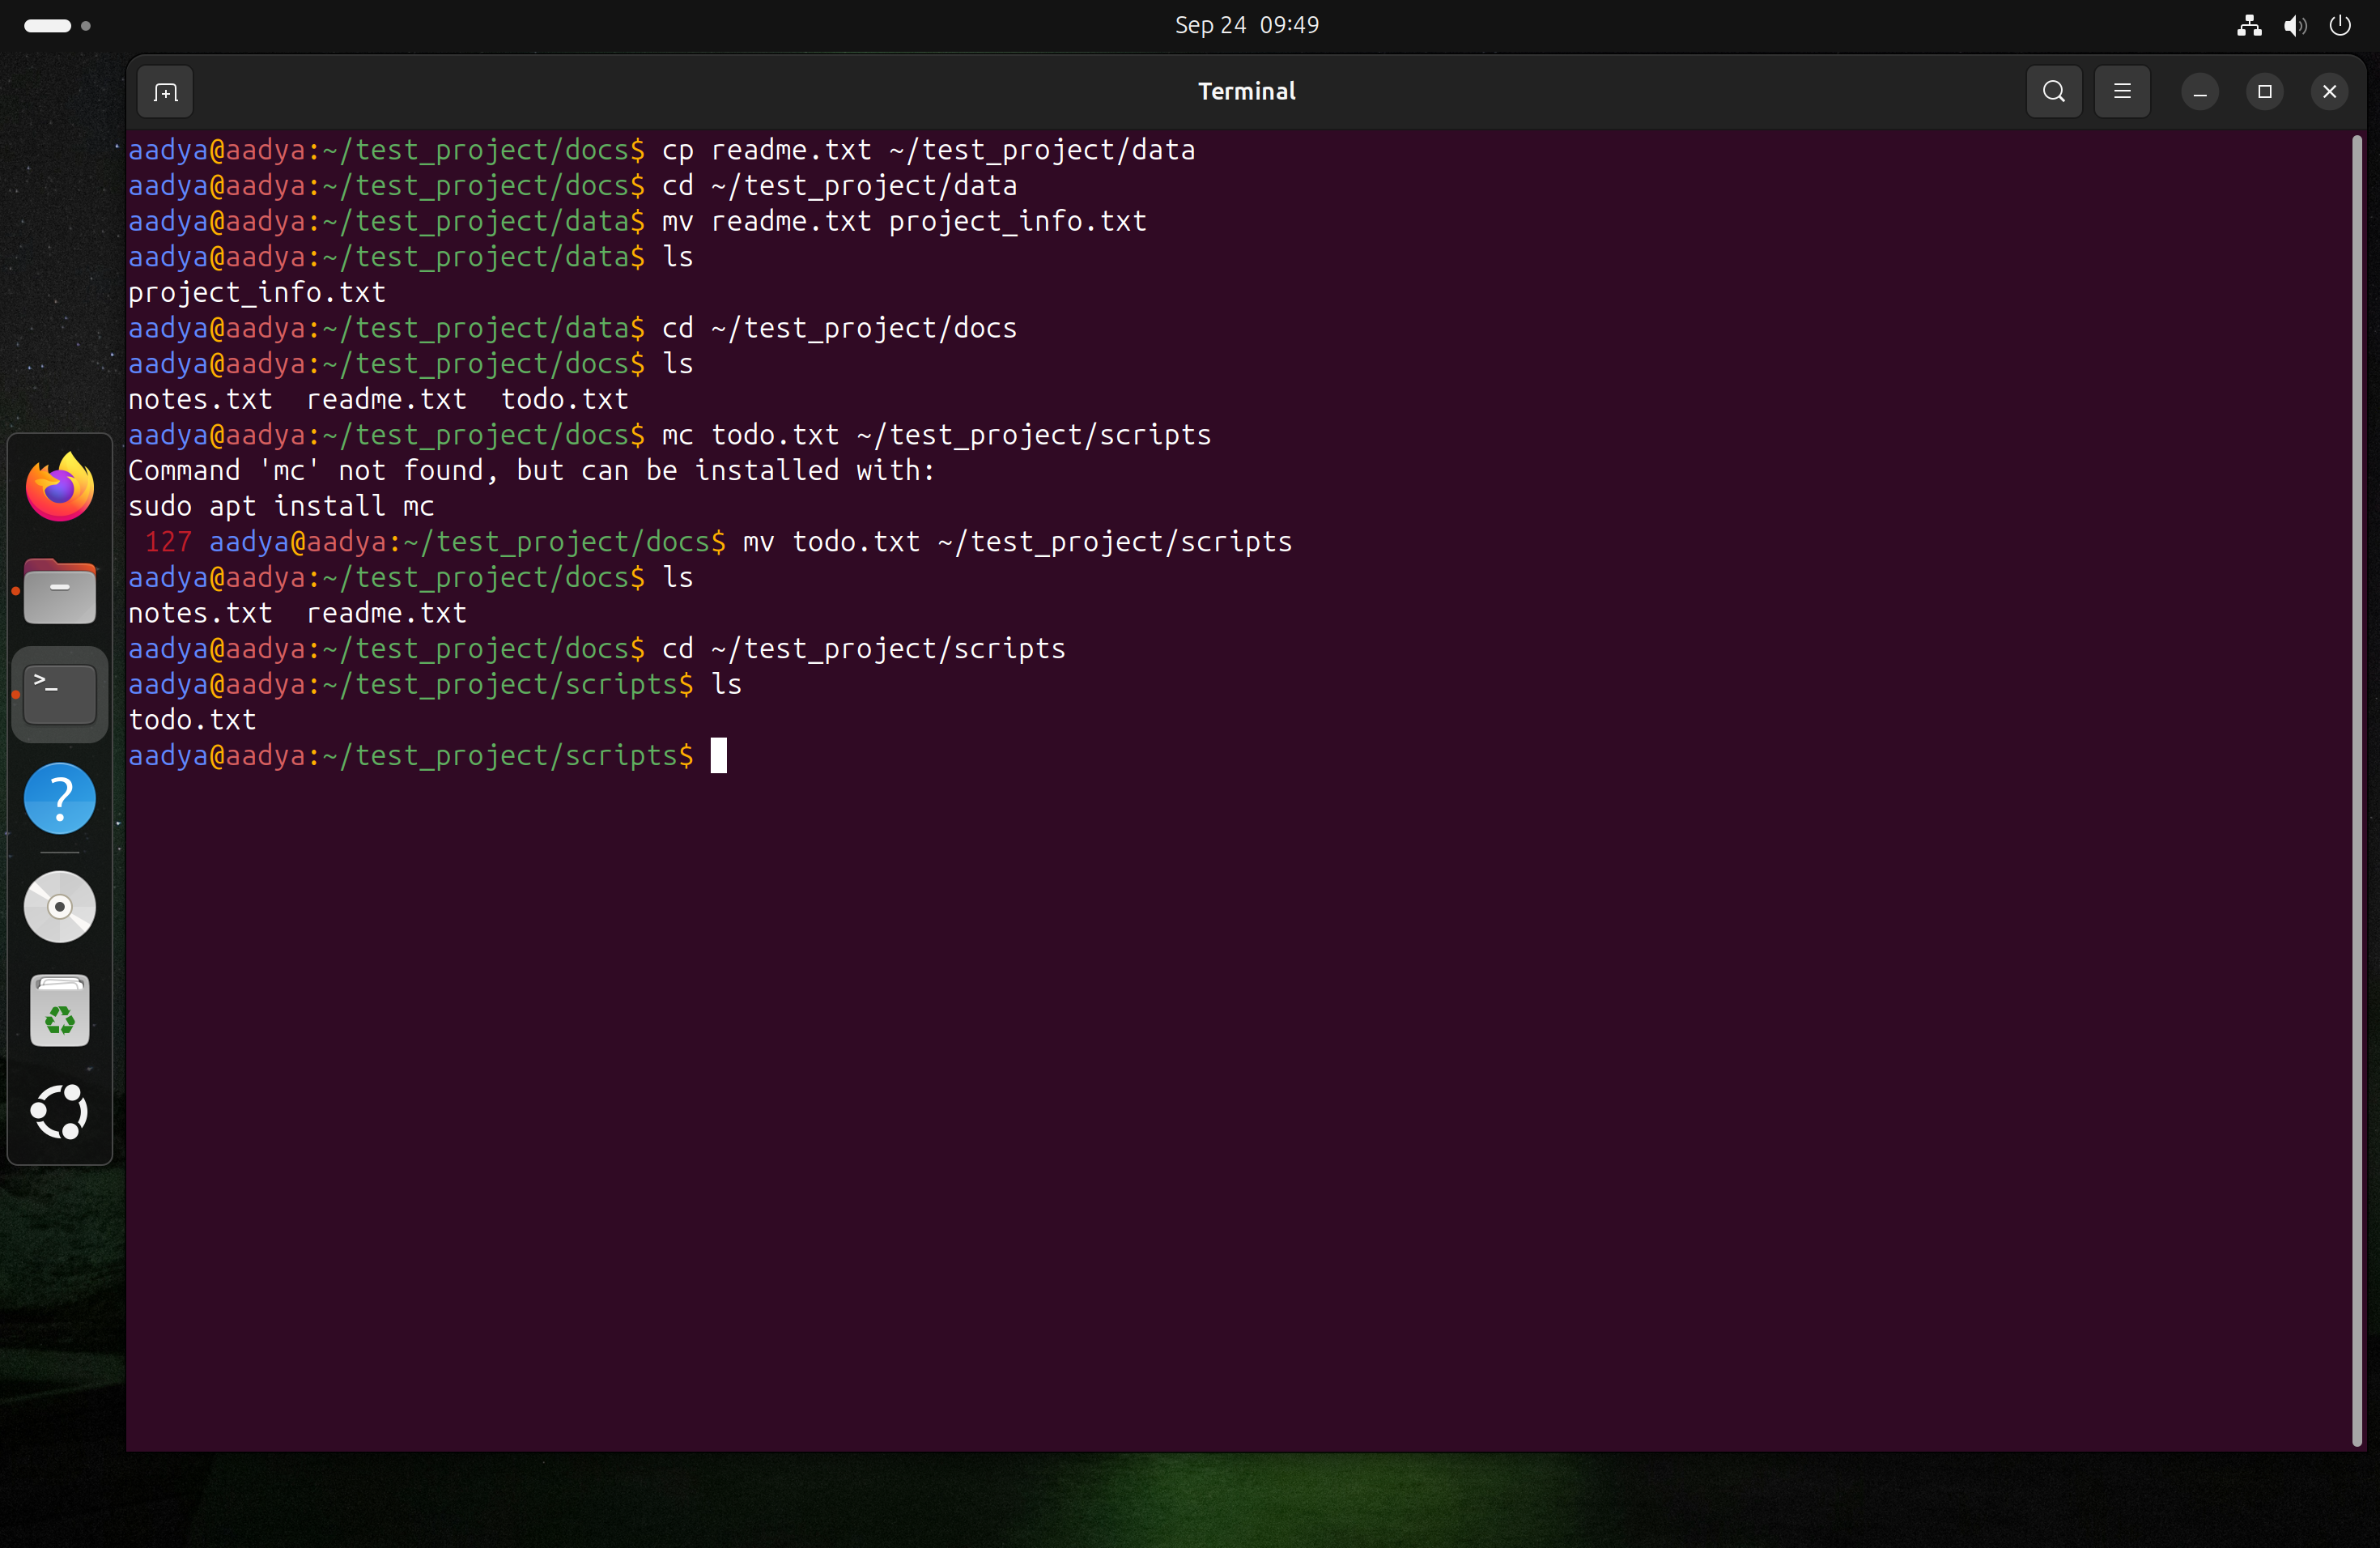 Sep 24 09:49
Terminal
aadya@aadya:~/test_project/docs$ cp readme.txt ~/test_project/data
aadya@aadya:~/test_project/docs$ cd ~/test_project/data
aadya@aadya:~/test_project/data$ mv readme.txt project_info.txt
aadya@aadya:~/test_project/data$ ls
project_info.txt
aadya@aadya:~/test_project/data$ cd ~/test_project/docs
aadya@aadya:~/test_project/docs$ ls
notes.txt  readme.txt  todo.txt
aadya@aadya:~/test_project/docs$ mc todo.txt ~/test_project/scripts
Command 'mc' not found, but can be installed with:
sudo apt install mc
 127 aadya@aadya:~/test_project/docs$ mv todo.txt ~/test_project/scripts
aadya@aadya:~/test_project/docs$ ls
notes.txt  readme.txt
aadya@aadya:~/test_project/docs$ cd ~/test_project/scripts
aadya@aadya:~/test_project/scripts$ ls
todo.txt
aadya@aadya:~/test_project/scripts$